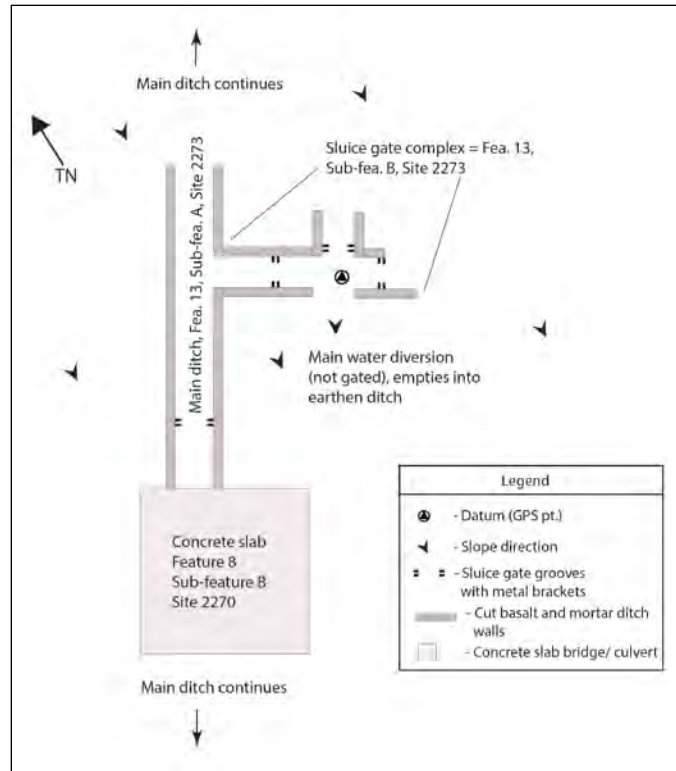 Main ditch continues
TN
Sluice gate complex = Fea. 13,
Sub-fea. B, Site 2273
Main ditch, Fea. 13, Sub-fea. A, Site 2273
Main water diversion
(not gated), empties into
earthen ditch
Concrete slab
Feature 8
Sub-feature B
Site 2270
Main ditch continues
Legend
- Datum (GPS pt.)
- Slope direction
- Sluice gate grooves
with metal brackets
- Cut basalt and mortar ditch
walls
- Concrete slab bridge/ culvert